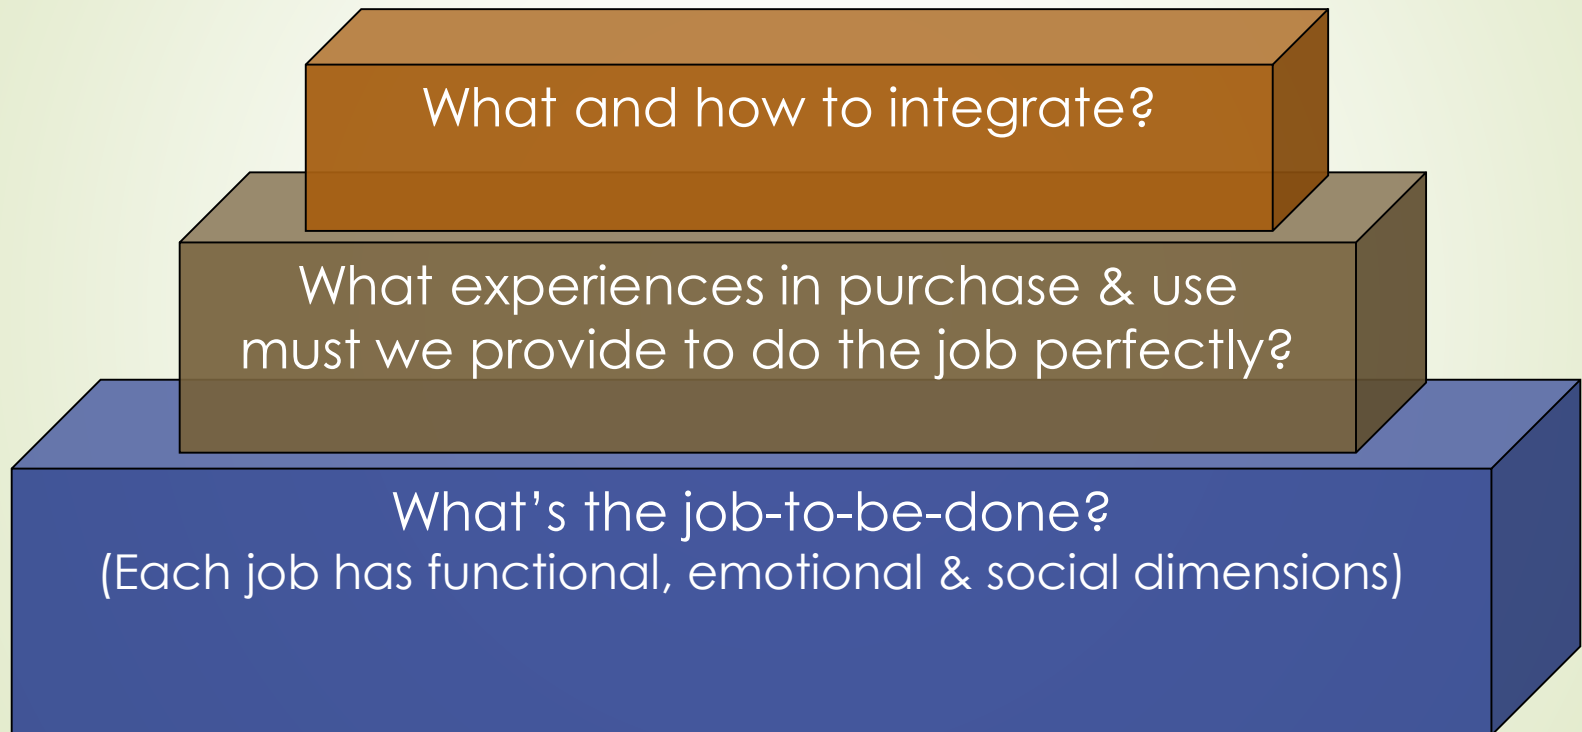 What and how to integrate?
What experiences in purchase & use
must we provide to do the job perfectly?
What’s the job-to-be-done?
(Each job has functional, emotional & social dimensions)